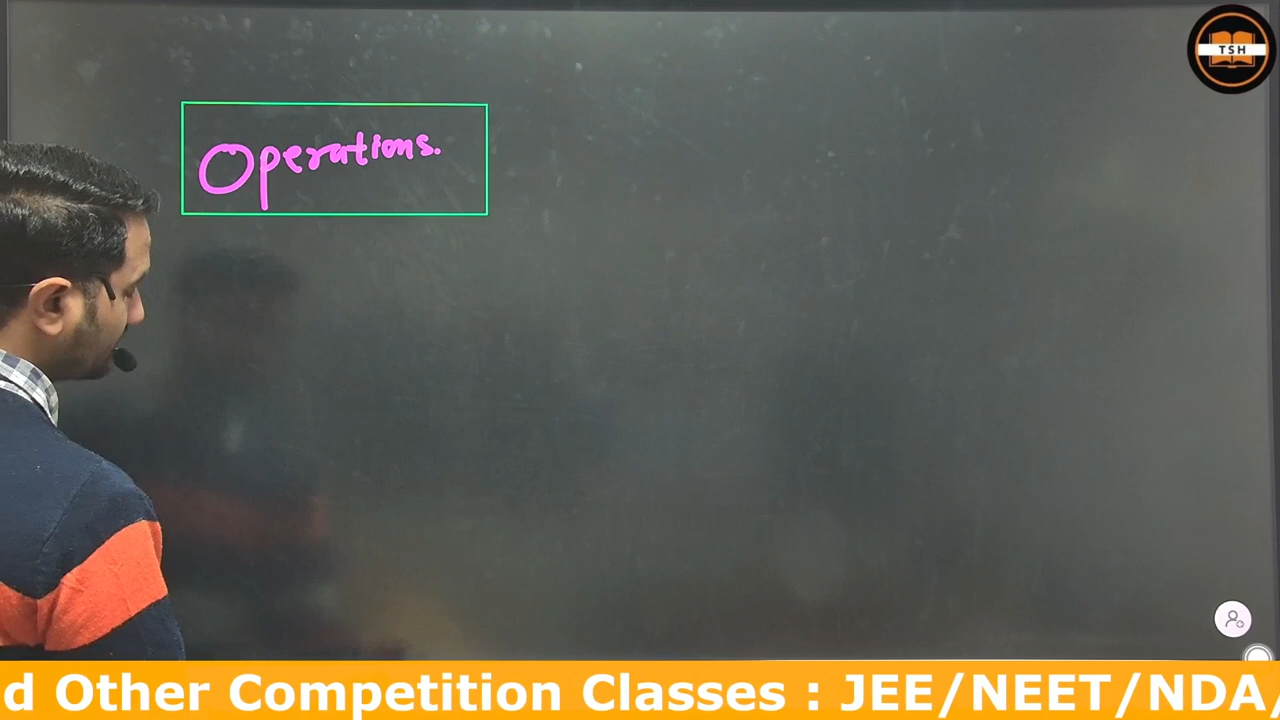 TSH
Operations.
d Other Competition Classes : JEE/NEET/NDA/